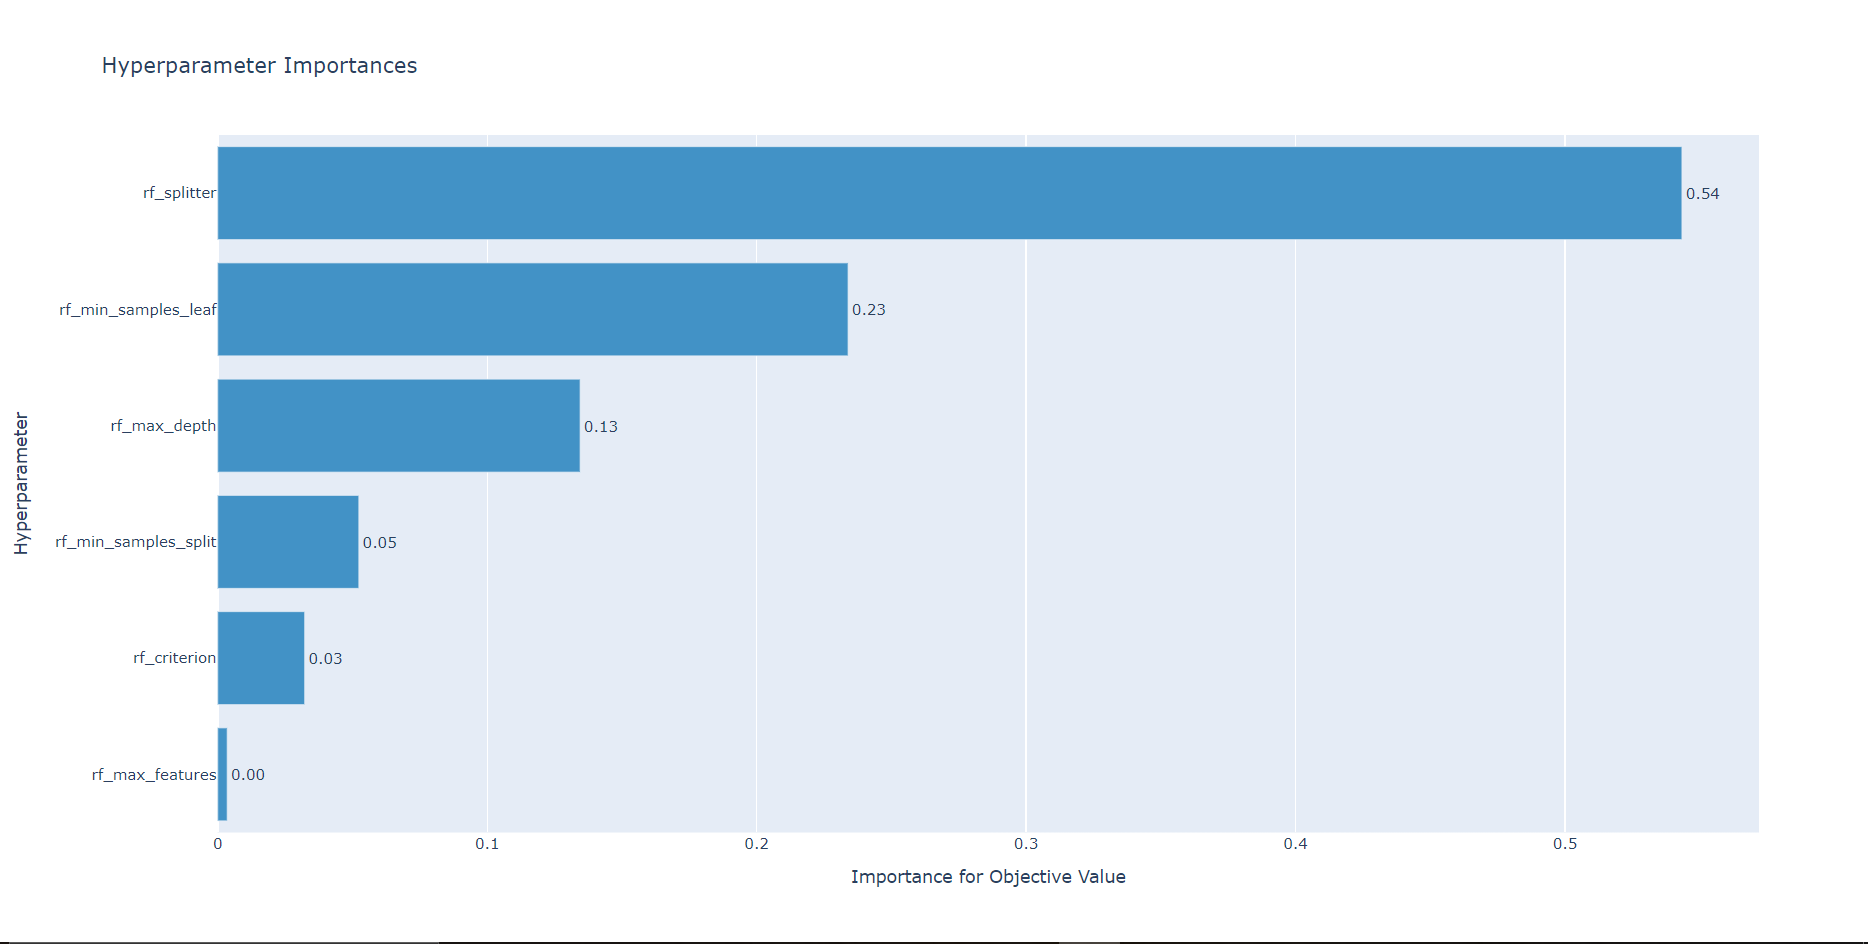 Hyperparameter Importances
Hyperparameter
rf_splitter
0.54
rf_min_samples_leaf
0.23
rf_max_depth
0.13
rf_min_samples_split
0.05
rf_criterion
0.03
rf_max_features
0.00
0 0.1 0.2 0.3 0.4 0.5
Importance for Objective Value